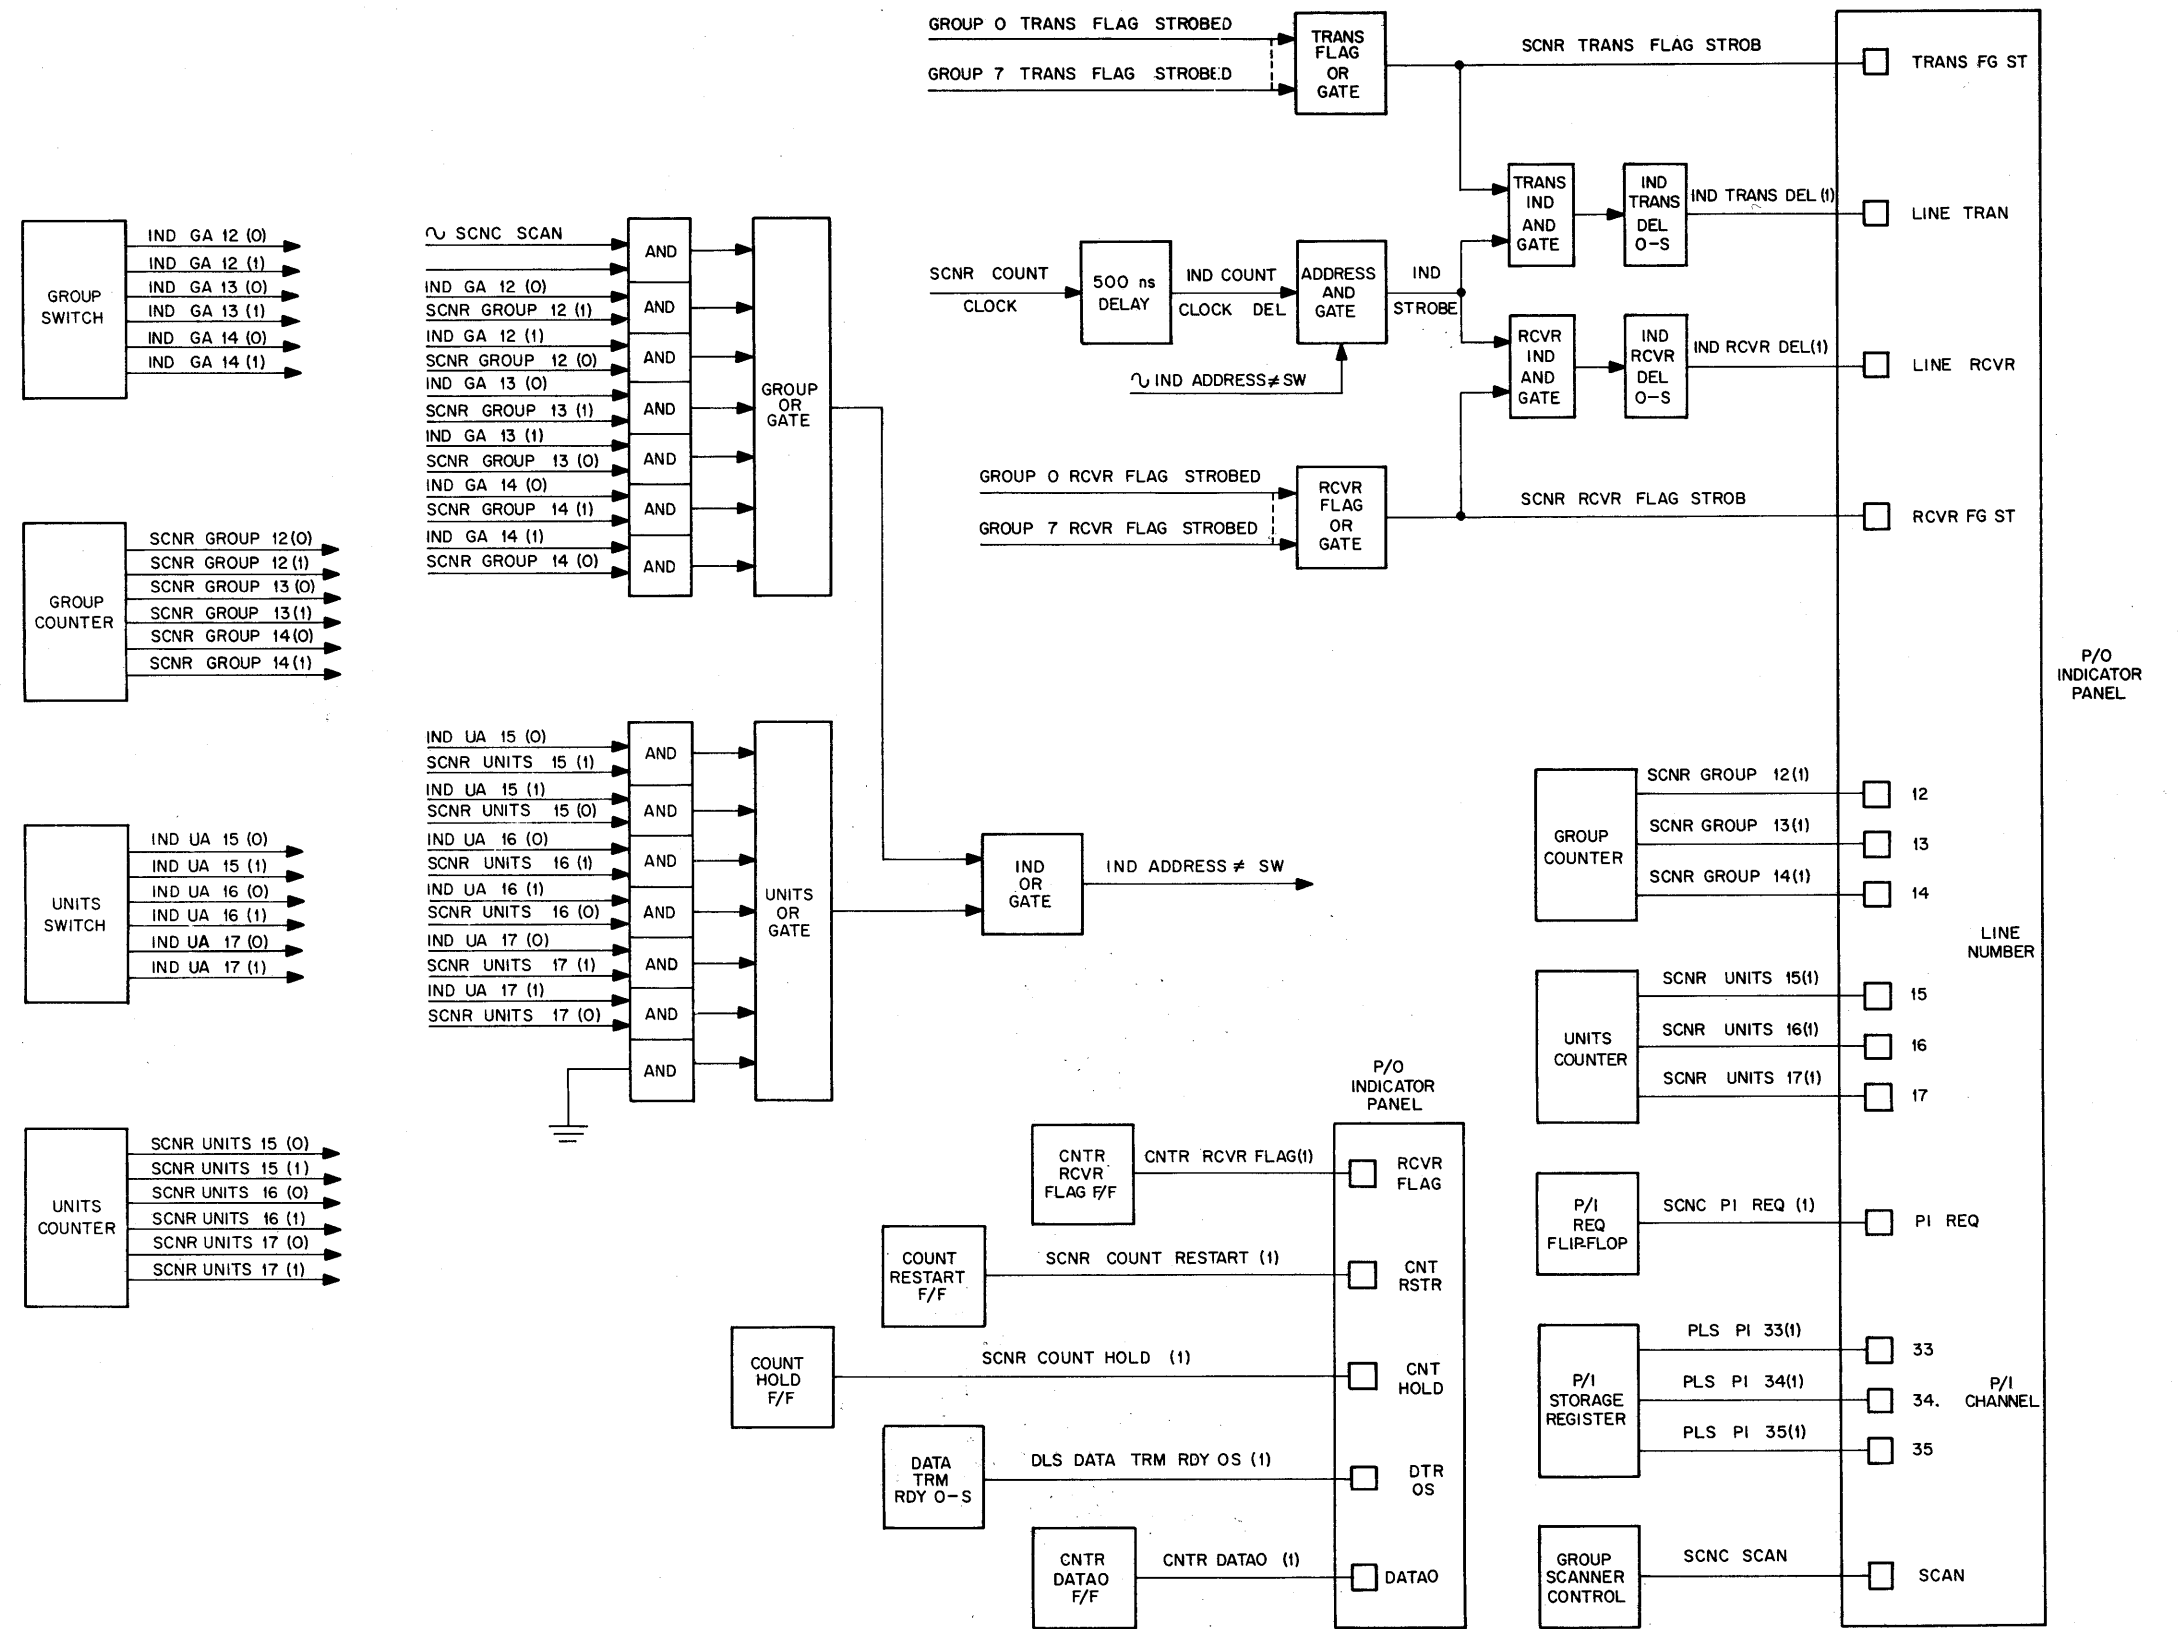 GROUP 0 TRANS FLAG STROBED
GROUP 7 TRANS FLAG STROBED
TRANS
FLAG
OR
GATE
SCNR TRANS FLAG STROB
TRANS FG ST
TRANS
IND
AND
GATE
IND
TRANS
DEL
O-S
IND TRANS DEL (1)
LINE TRAN
SCNR COUNT
CLOCK
500 ns
DELAY
IND COUNT
CLOCK DEL
ADDRESS
AND
GATE
IND
STROBE
∿ IND ADDRESS ≠ SW
RCVR
IND
AND
GATE
IND
RCVR
DEL
O-S
IND RCVR DEL(1)
LINE RCVR
GROUP 0 RCVR FLAG STROBED
GROUP 7 RCVR FLAG STROBED
RCVR
FLAG
OR
GATE
SCNR RCVR FLAG STROB
RCVR FG ST
P/O
INDICATOR
PANEL
GROUP
SWITCH
IND GA 12 (0)
IND GA 12 (1)
IND GA 13 (0)
IND GA 13 (1)
IND GA 14 (0)
IND GA 14 (1)
GROUP
COUNTER
SCNR GROUP 12(0)
SCNR GROUP 12(1)
SCNR GROUP 13 (0)
SCNR GROUP 13(1)
SCNR GROUP 14(0)
SCNR GROUP 14(1)
UNITS
SWITCH
IND UA 15 (0)
IND UA 15 (1)
IND UA 16 (0)
IND UA 16 (1)
IND UA 17 (0)
IND UA 17 (1)
UNITS
COUNTER
SCNR UNITS 15 (0)
SCNR UNITS 15 (1)
SCNR UNITS 16 (0)
SCNR UNITS 16 (1)
SCNR UNITS 17 (0)
SCNR UNITS 17 (1)
∿ SCNC SCAN
IND GA 12 (0)
SCNR GROUP 12 (1)
IND GA 12 (1)
SCNR GROUP 12 (0)
IND GA 13 (0)
SCNR GROUP 13 (1)
IND GA 13 (1)
SCNR GROUP 13 (0)
IND GA 14 (0)
SCNR GROUP 14 (1)
IND GA 14 (1)
SCNR GROUP 14 (0)
AND
AND
AND
AND
AND
AND
AND
GROUP
OR
GATE
IND UA 15 (0)
SCNR UNITS 15 (1)
IND UA 15 (1)
SCNR UNITS 15 (0)
IND UA 16 (0)
SCNR UNITS 16 (1)
IND UA 16 (1)
SCNR UNITS 16 (0)
IND UA 17 (0)
SCNR UNITS 17 (1)
IND UA 17 (1)
SCNR UNITS 17 (0)
AND
AND
AND
AND
AND
AND
AND
UNITS
OR
GATE
IND
OR
GATE
IND ADDRESS ≠ SW
P/O
INDICATOR
PANEL
CNTR
RCVR
FLAG F/F
CNTR RCVR FLAG(1)
RCVR
FLAG
COUNT
RESTART
F/F
SCNR COUNT RESTART (1)
CNT
RSTR
COUNT
HOLD
F/F
SCNR COUNT HOLD (1)
CNT
HOLD
DATA
TRM
RDY O-S
DLS DATA TRM RDY OS (1)
DTR
OS
CNTR
DATAO
F/F
CNTR DATAO (1)
DATAO
GROUP
COUNTER
SCNR GROUP 12(1)
SCNR GROUP 13(1)
SCNR GROUP 14(1)
12
13
14
LINE
NUMBER
UNITS
COUNTER
SCNR UNITS 15(1)
SCNR UNITS 16(1)
SCNR UNITS 17(1)
15
16
17
P/I
REQ
FLIP-FLOP
SCNC PI REQ (1)
PI REQ
P/I
STORAGE
REGISTER
PLS PI 33(1)
PLS PI 34(1)
PLS PI 35(1)
33
34.
35
P/I
CHANNEL
GROUP
SCANNER
CONTROL
SCNC SCAN
SCAN